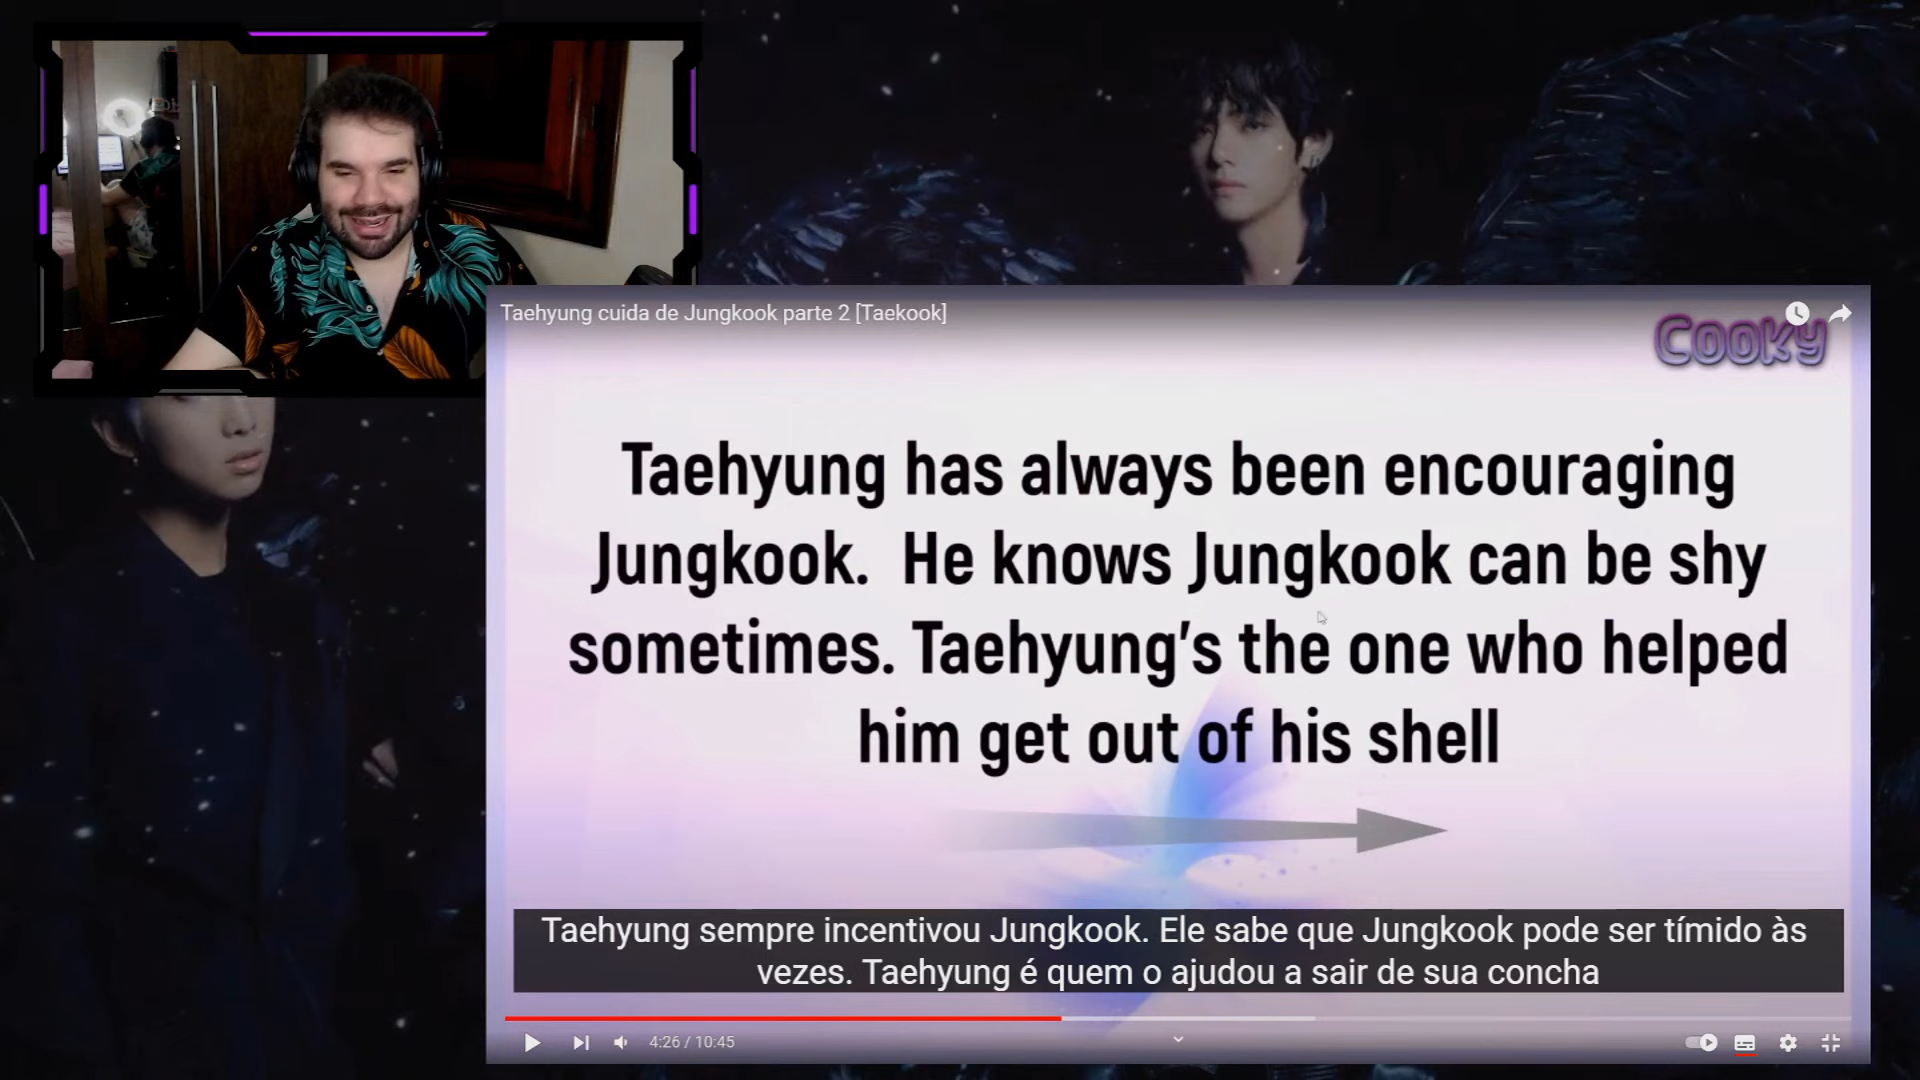 Taehyung cuida de Jungkook parte 2 [Taekook]
Cooky
Taehyung has always been encouraging
Jungkook. He knows Jungkook can be shy
sometimes. Taehyung's the one who helped
him get out of his shell
Taehyung sempre incentivou Jungkook. Ele sabe que Jungkook pode ser tímido às
vezes. Taehyung é quem o ajudou a sair de sua concha
4:26 / 10:45